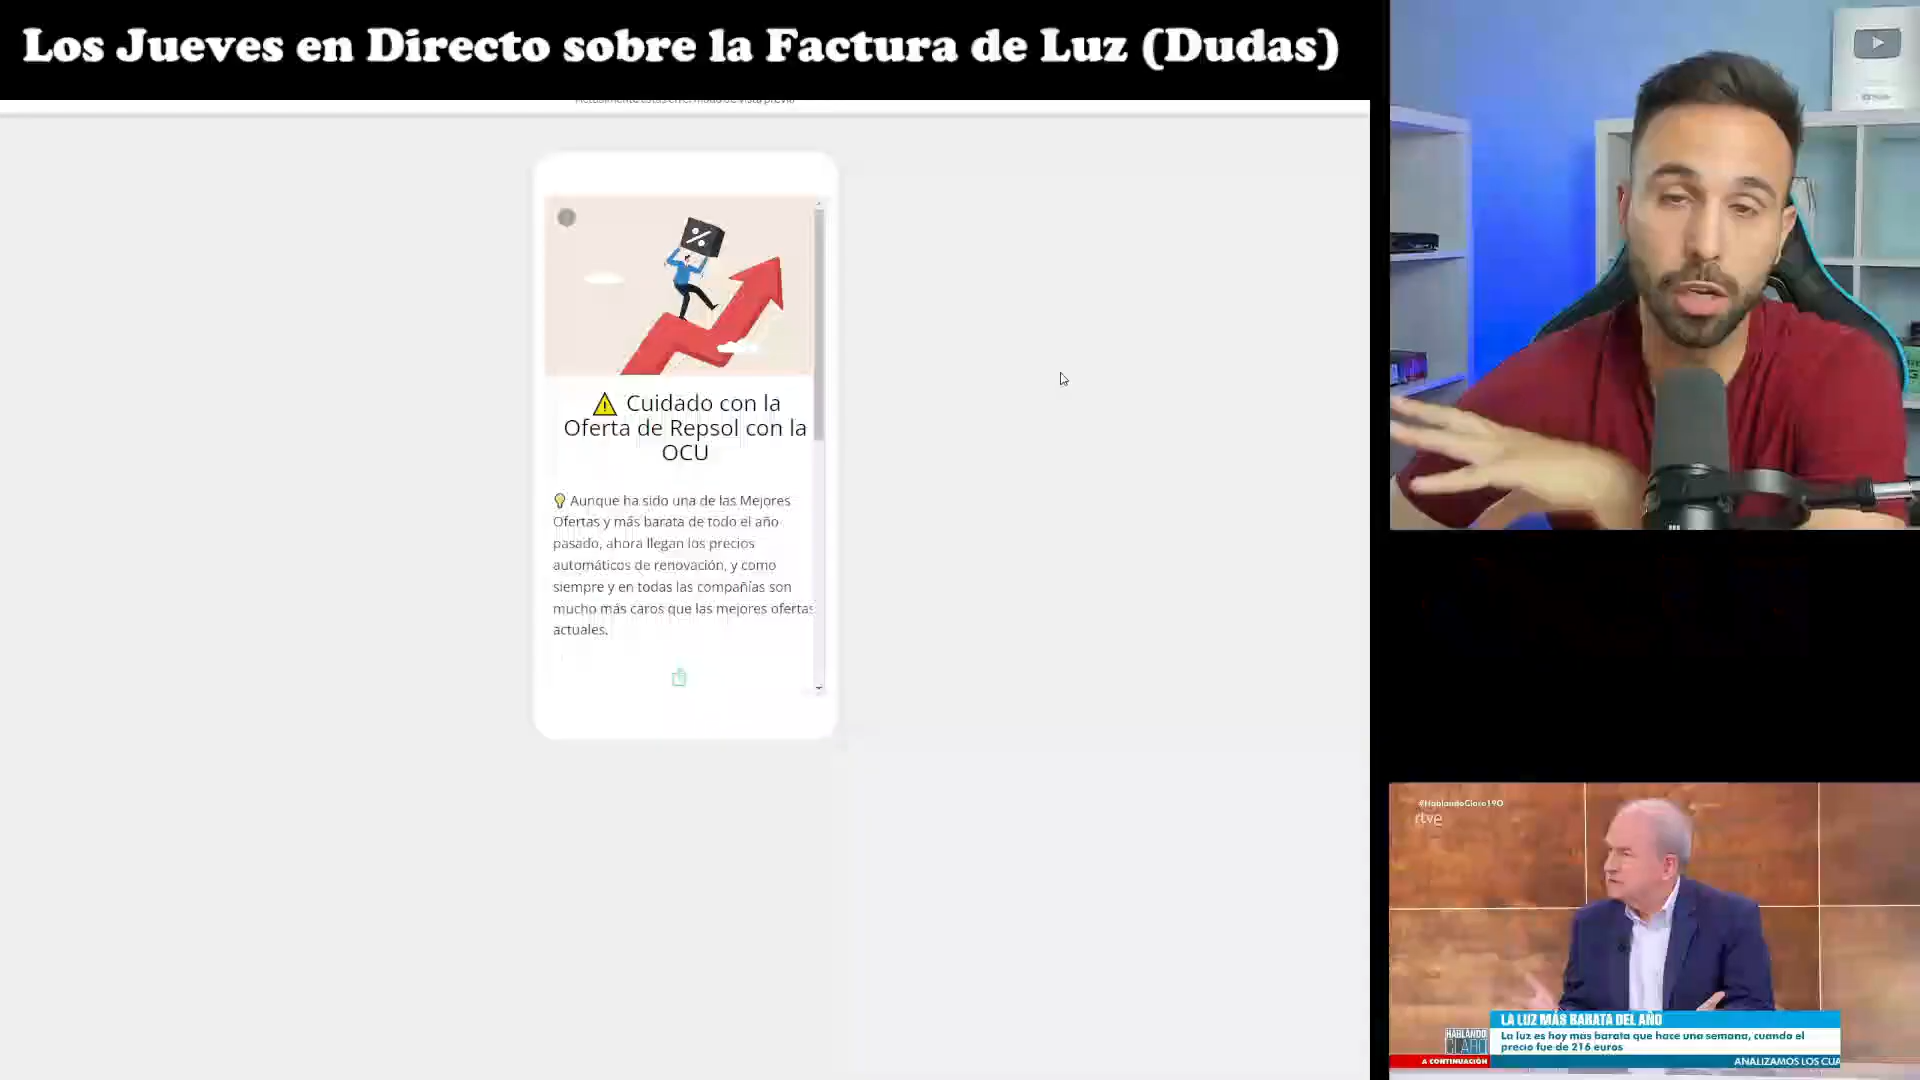 Los Jueves en Directo sobre la Factura de Luz (Dudas)
⚠ Cuidado con la
Oferta de Repsol con la
OCU
💡 Aunque ha sido una de las Mejores
Ofertas y más barata de todo el año
pasado, ahora llegan los precios
automáticos de renovación, y como
siempre y en todas las compañías son
mucho más caros que las mejores ofertas
actuales.
#HablandoClaro190
rtve
LA LUZ MÁS BARATA DEL AÑO
HABLANDO
CLARO
La luz es hoy más barata que hace una semana, cuando el
precio fue de 216 euros
A CONTINUACIÓN
ANALIZAMOS LOS CUA